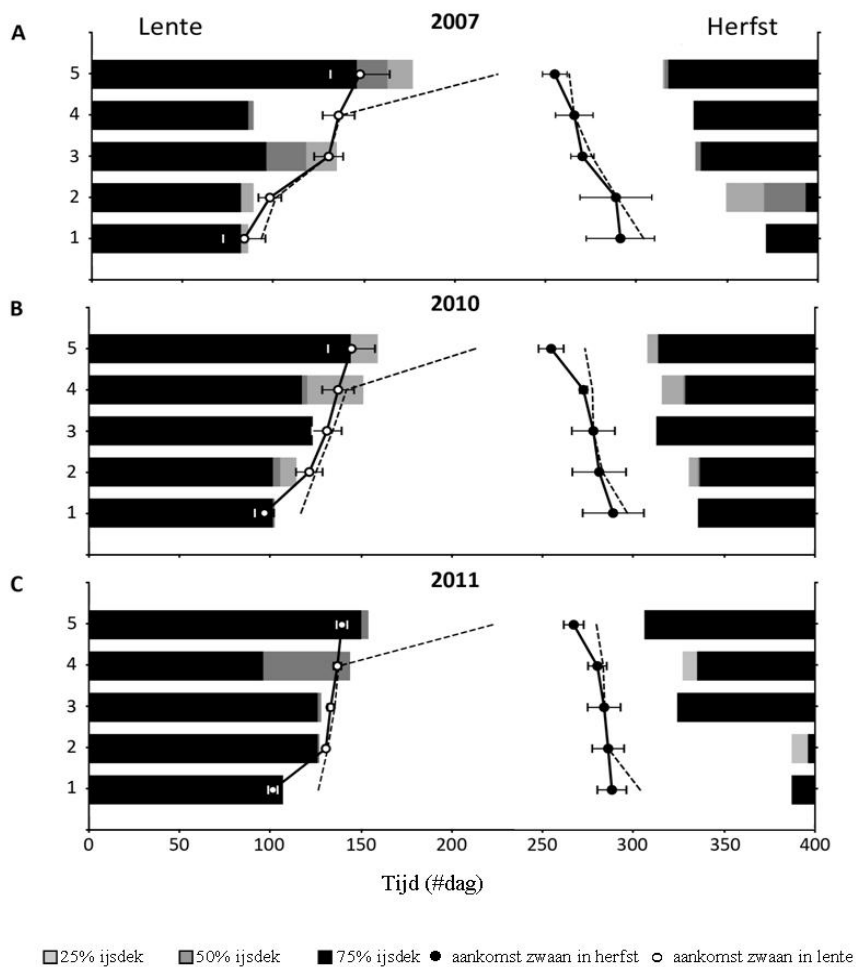 A
Lente
2007
Herfst
5
4
3
2
1
B
2010
5
4
3
2
1
C
2011
5
4
3
2
1
0 50 100 150 200 250 300 350 400
Tijd (#dag)
25% ijsdek 50% ijsdek 75% ijsdek aankomst zwaan in herfst aankomst zwaan in lente